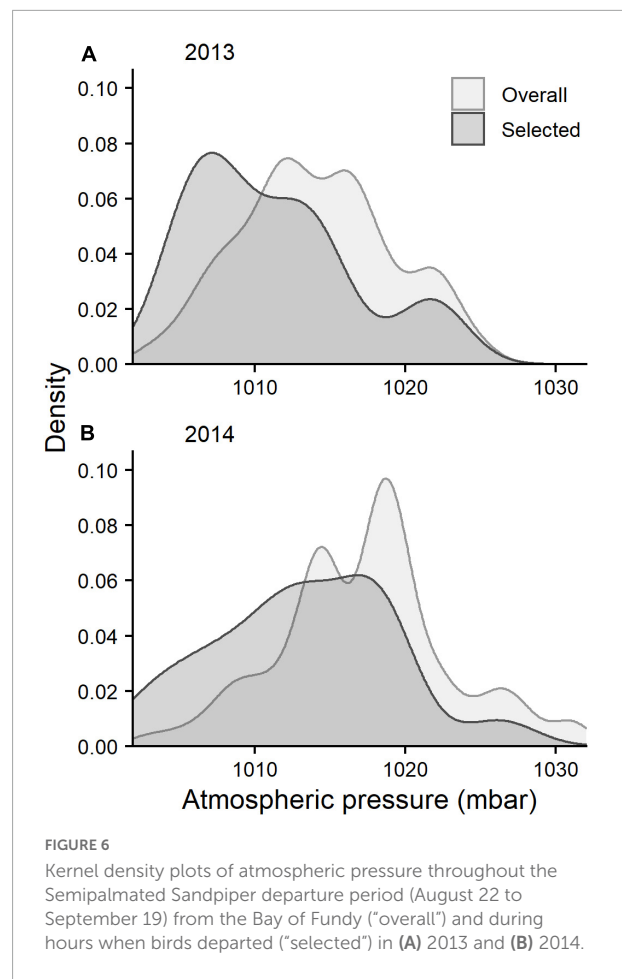 A 2013
0.10
0.08
0.06
0.04
0.02
0.00
Overall
Selected
1010 1020 1030
Density
B 2014
0.10
0.08
0.06
0.04
0.02
0.00
1010 1020 1030
Atmospheric pressure (mbar)
FIGURE 6
Kernel density plots of atmospheric pressure throughout the
Semipalmated Sandpiper departure period (August 22 to
September 19) from the Bay of Fundy (“overall”) and during
hours when birds departed (“selected”) in (A) 2013 and (B) 2014.